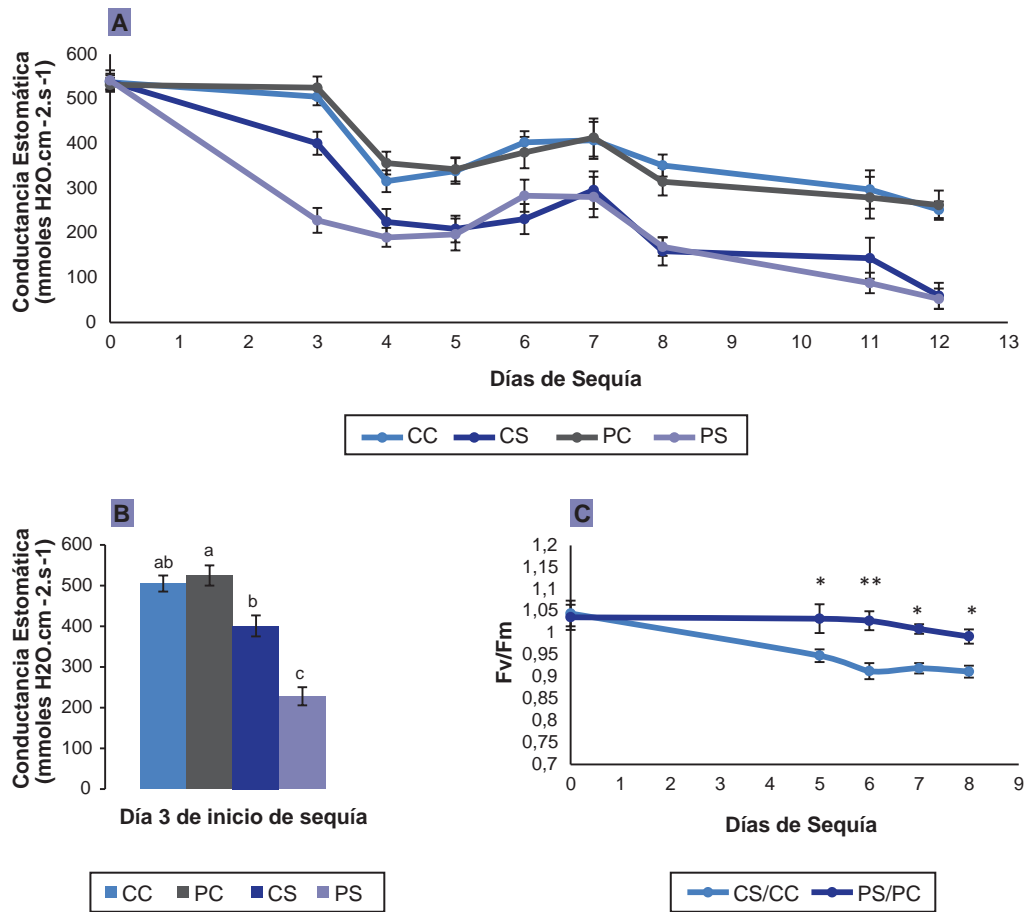 A
Conductancia Estomática
(mmoles H2O.cm-2.s-1)
600
500
400
300
200
100
0
0 1 2 3 4 5 6 7 8 9 10 11 12 13
Días de Sequía
CC CS PC PS
B
Conductancia Estomática
(mmoles H2O.cm-2.s-1)
600
500
400
300
200
100
0
ab a b c
Día 3 de inicio de sequía
CC PC CS PS
C
Fv/Fm
1,2
1,15
1,1
1,05
1
0,95
0,9
0,85
0,8
0,75
0,7
* ** * *
0 1 2 3 4 5 6 7 8 9
Días de Sequía
CS/CC PS/PC